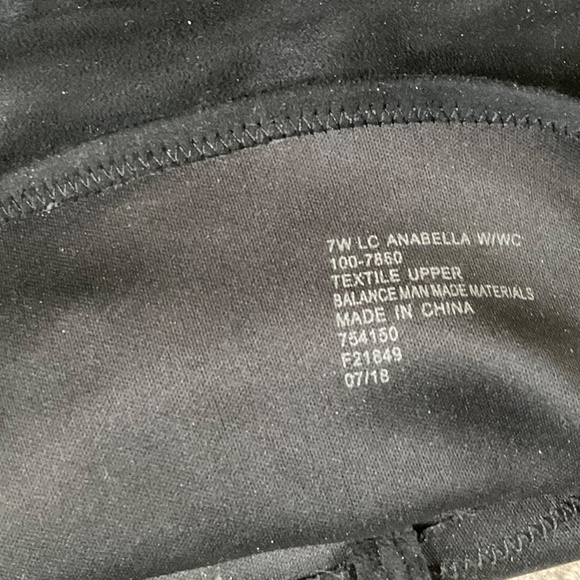 7W LC ANABELLA W/WC
100-7860
TEXTILE UPPER
BALANCE MAN MADE MATERIALS
MADE IN CHINA
754150
F21849
07/18